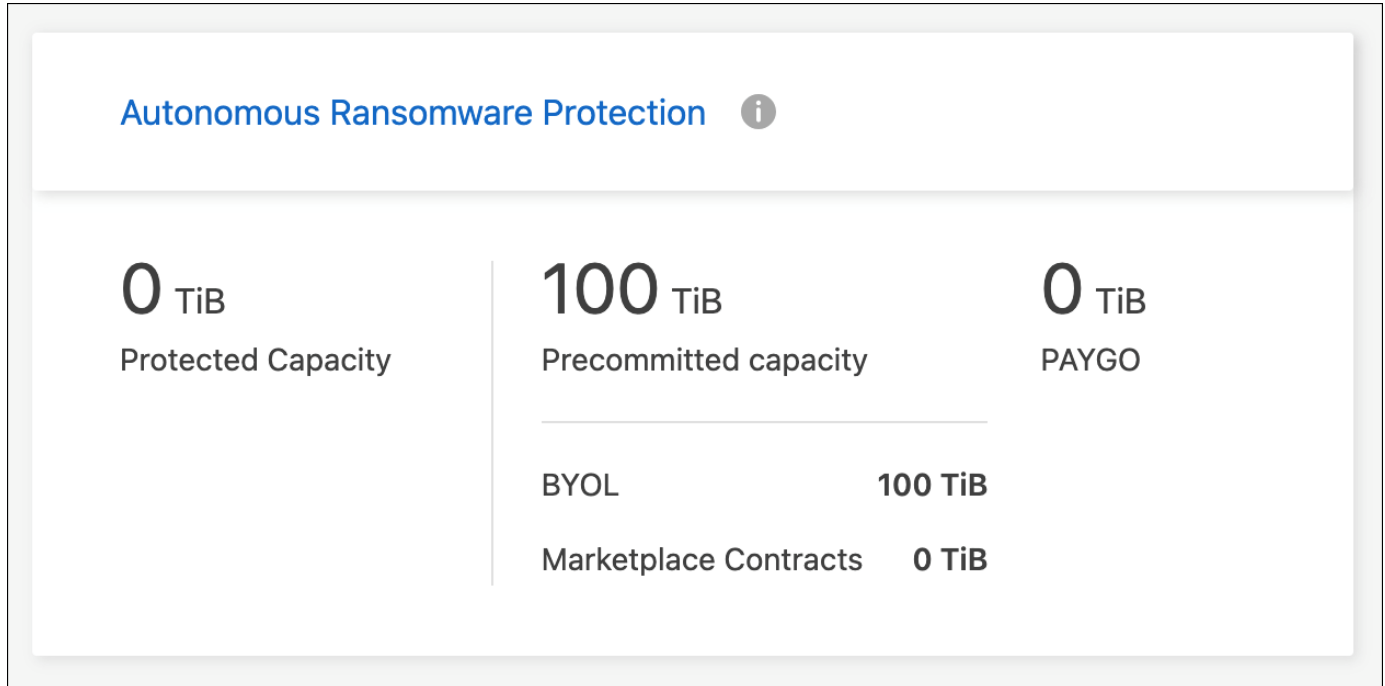 Autonomous Ransomware Protection i
0 TiB
Protected Capacity
100 TiB
Precommitted capacity
BYOL 100 TiB
Marketplace Contracts 0 TiB
0 TiB
PAYGO